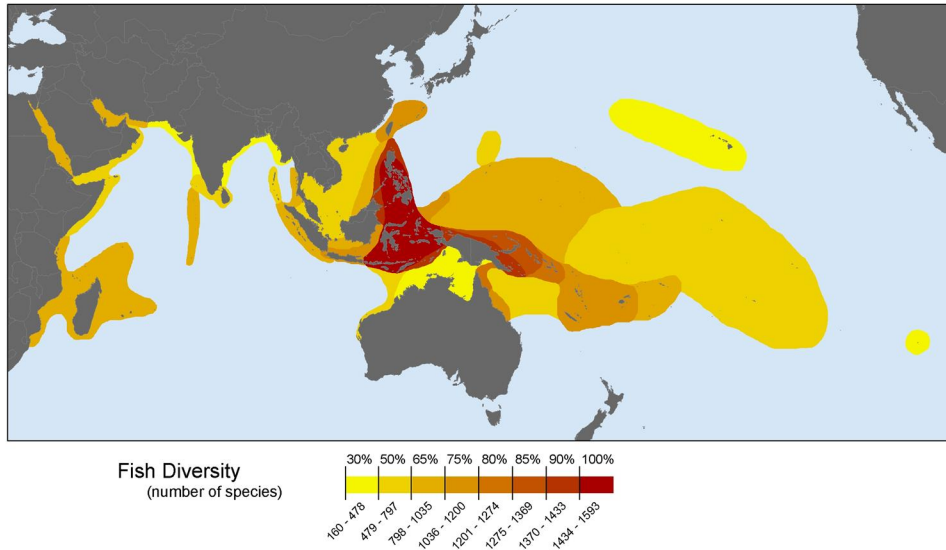 Fish Diversity
(number of species)
30% 50% 65% 75% 80% 85% 90% 100%
160 - 478
479 - 797
798 - 1035
1036 - 1200
1201 - 1274
1275 - 1369
1370 - 1433
1434 - 1593